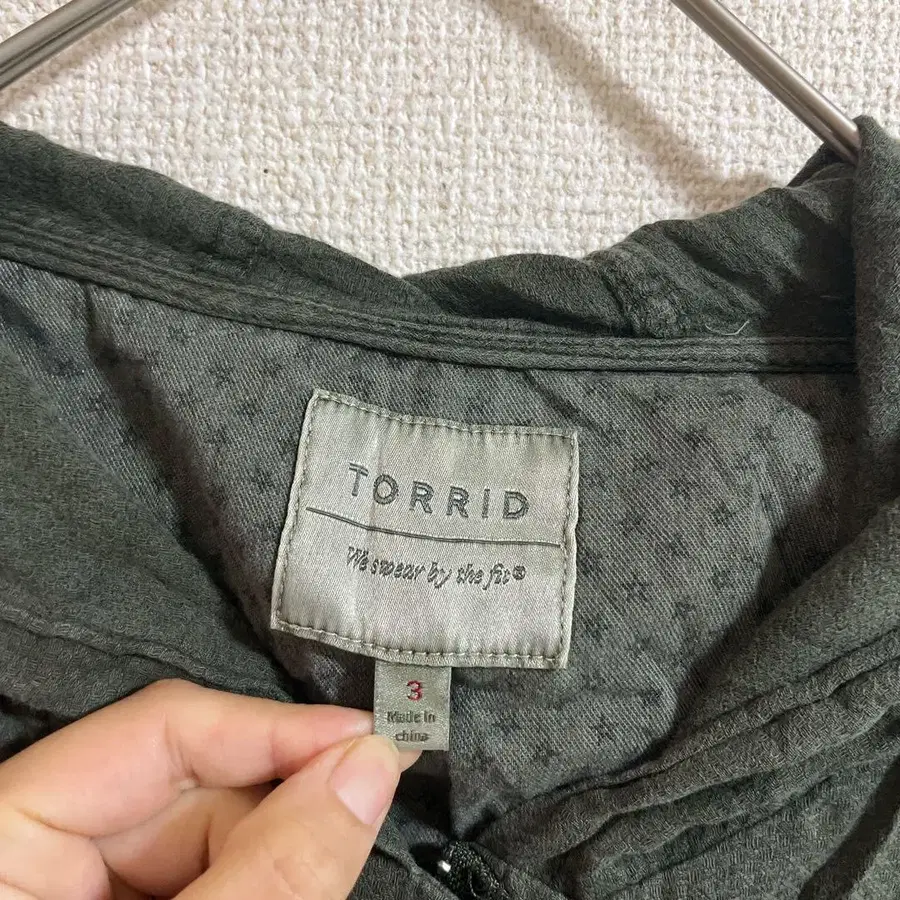 TORRID
We swear by the fit®
3
Made in
china